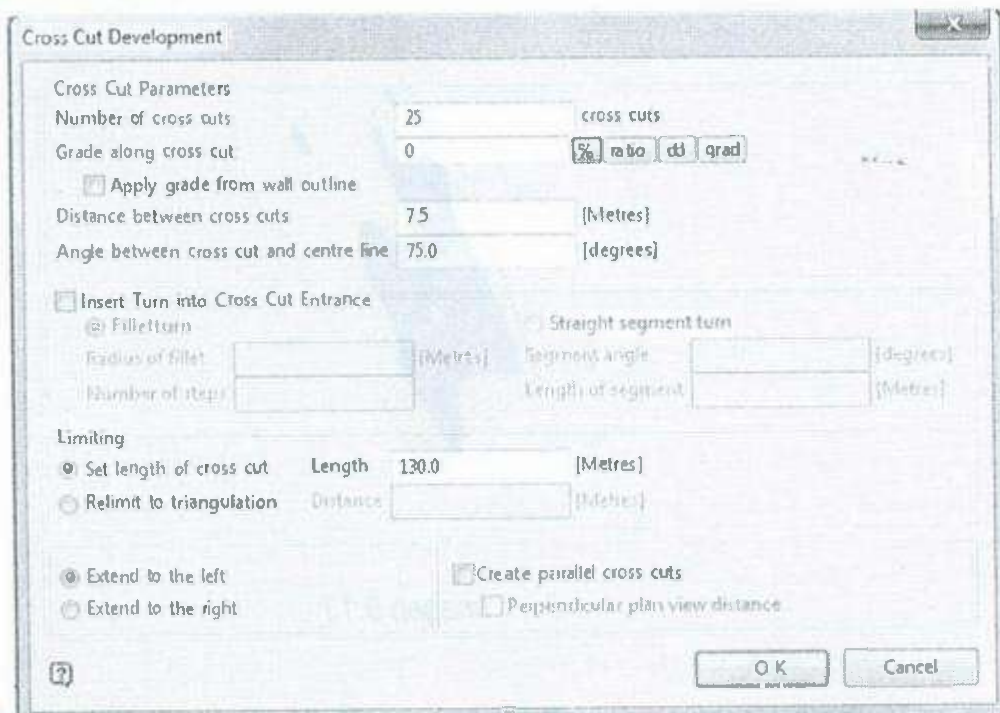 Cross Cut Development
Cross Cut Parameters
Number of cross cuts 25 cross cuts
Grade along cross cut 0 % ratio dd grad
Apply grade from wall outline
Distance between cross cuts 7.5 [Metres]
Angle between cross cut and centre line 75.0 [degrees]
Insert Turn into Cross Cut Entrance
Fillet turn Straight segment turn
Radius of fillet [Metres] Segment angle [degrees]
Number of steps Length of segment [Metres]
Limiting
Set length of cross cut Length 130.0 [Metres]
Relimit to triangulation Distance [Metres]
Extend to the left Create parallel cross cuts
Extend to the right Perpendicular plan view distance
OK Cancel